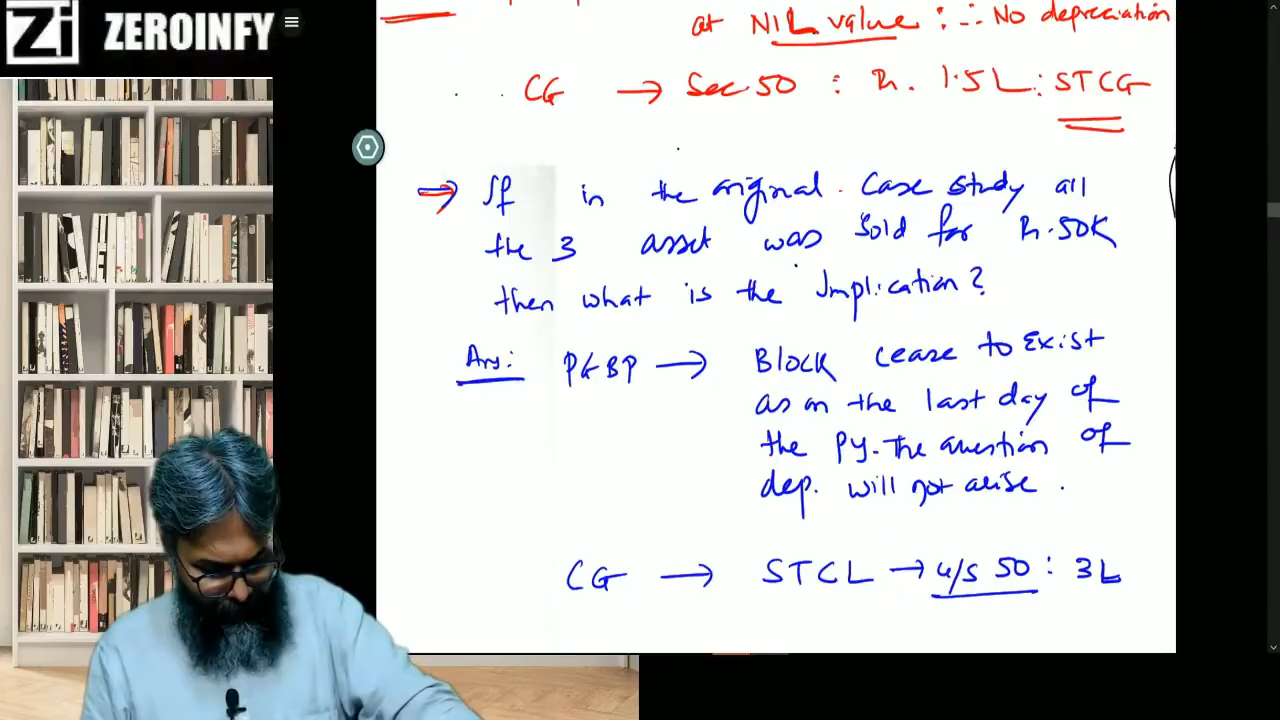 Zi ZEROINFY
at NIL value : ∴ No depreciation
CG → Sec 50 : Rs. 1.5L : STCG
⇒ If in the original case study all
the 3 asset was sold for Rs. 50K
then what is the Implication?
Ans: PGBP → Block cease to Exist
as on the last day of
the PY. The question of
dep. will not arise .
CG → STCL → u/s 50 : 3L